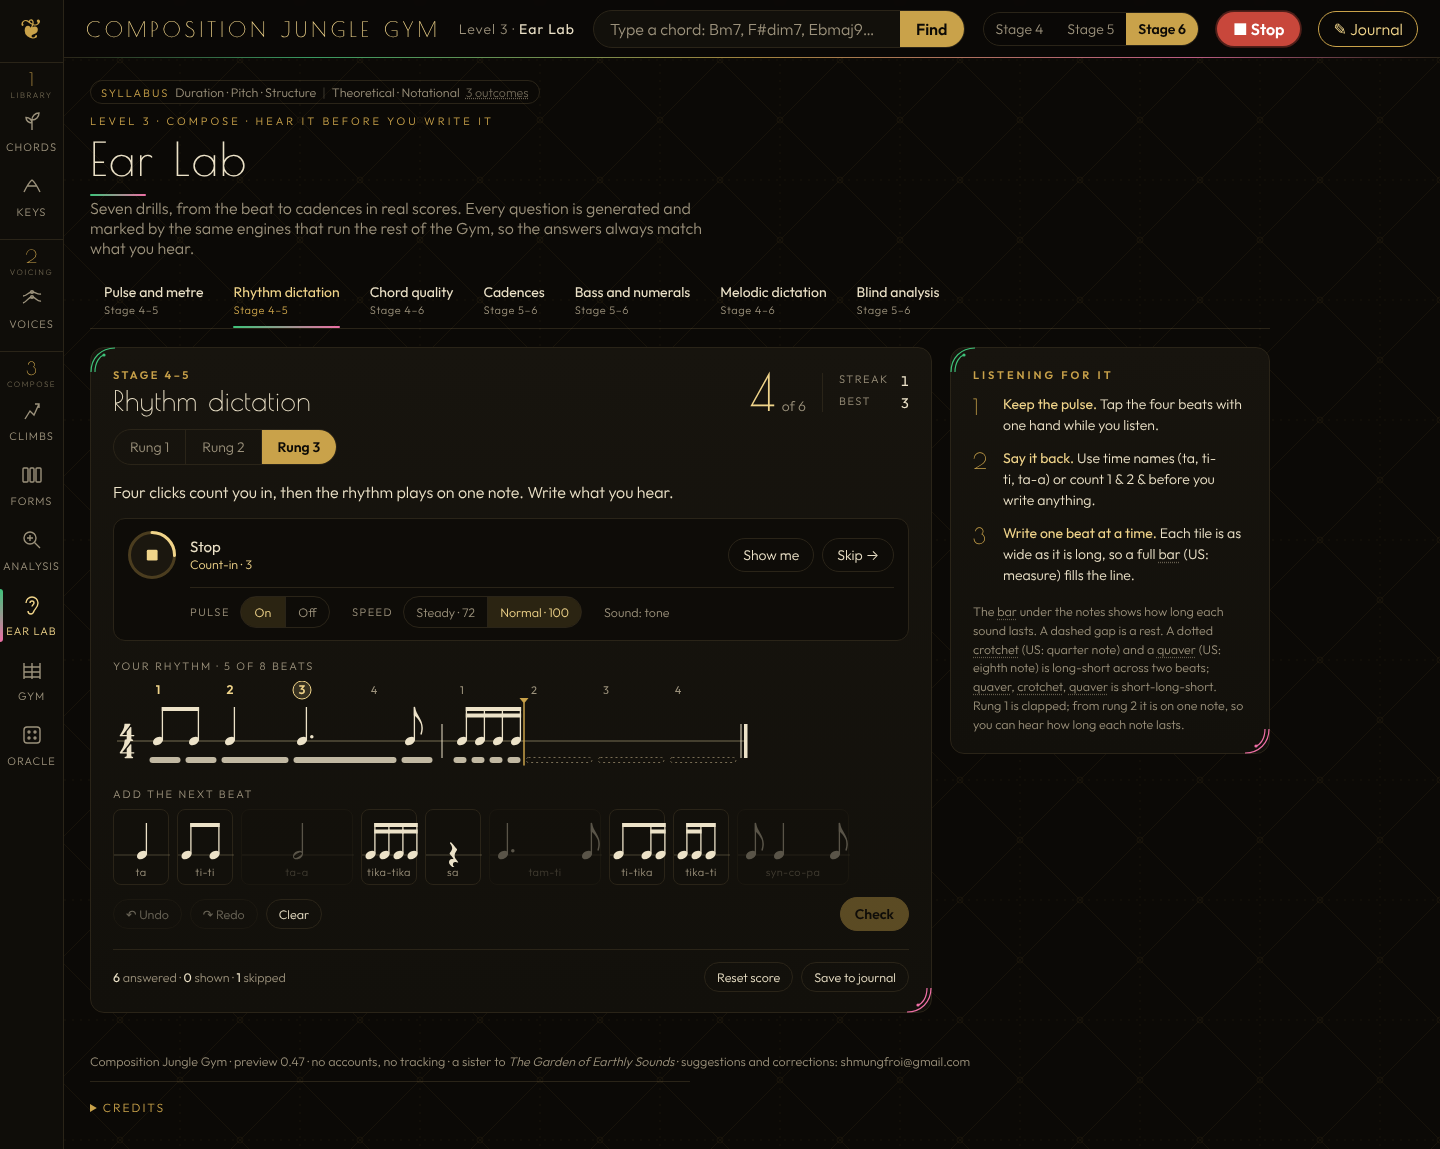 COMPOSITION JUNGLE GYM
Level 3 · Ear Lab
Type a chord: Bm7, F#dim7, Ebmaj9...
Find
Stage 4
Stage 5
Stage 6
Stop
✎ Journal
1
LIBRARY
CHORDS
KEYS
2
VOICING
VOICES
3
COMPOSE
CLIMBS
FORMS
ANALYSIS
EAR LAB
GYM
ORACLE
SYLLABUS Duration · Pitch · Structure | Theoretical · Notational 3 outcomes
LEVEL 3 · COMPOSE · HEAR IT BEFORE YOU WRITE IT
Ear Lab
Seven drills, from the beat to cadences in real scores. Every question is generated and
marked by the same engines that run the rest of the Gym, so the answers always match
what you hear.
Pulse and metre
Stage 4–5
Rhythm dictation
Stage 4–5
Chord quality
Stage 4–6
Cadences
Stage 5–6
Bass and numerals
Stage 5–6
Melodic dictation
Stage 4–6
Blind analysis
Stage 5–6
STAGE 4–5
Rhythm dictation
4 of 6
STREAK 1
BEST 3
Rung 1
Rung 2
Rung 3
Four clicks count you in, then the rhythm plays on one note. Write what you hear.
Stop
Count-in · 3
Show me
Skip →
PULSE On Off
SPEED Steady · 72 Normal · 100
Sound: tone
YOUR RHYTHM · 5 OF 8 BEATS
1 2 3 4 1 2 3 4
4
4
ADD THE NEXT BEAT
ta
ti-ti
ta-a
tika-tika
sa
tam-ti
ti-tika
tika-ti
syn-co-pa
↶ Undo
↷ Redo
Clear
Check
6 answered · 0 shown · 1 skipped
Reset score
Save to journal
LISTENING FOR IT
1 Keep the pulse. Tap the four beats with
one hand while you listen.
2 Say it back. Use time names (ta, ti-
ti, ta-a) or count 1 & 2 & before you
write anything.
3 Write one beat at a time. Each tile is as
wide as it is long, so a full bar (US:
measure) fills the line.
The bar under the notes shows how long each
sound lasts. A dashed gap is a rest. A dotted
crotchet (US: quarter note) and a quaver (US:
eighth note) is long-short across two beats;
quaver, crotchet, quaver is short-long-short.
Rung 1 is clapped; from rung 2 it is on one note, so
you can hear how long each note lasts.
Composition Jungle Gym · preview 0.47 · no accounts, no tracking · a sister to The Garden of Earthly Sounds · suggestions and corrections: shmungfroi@gmail.com
▶ CREDITS